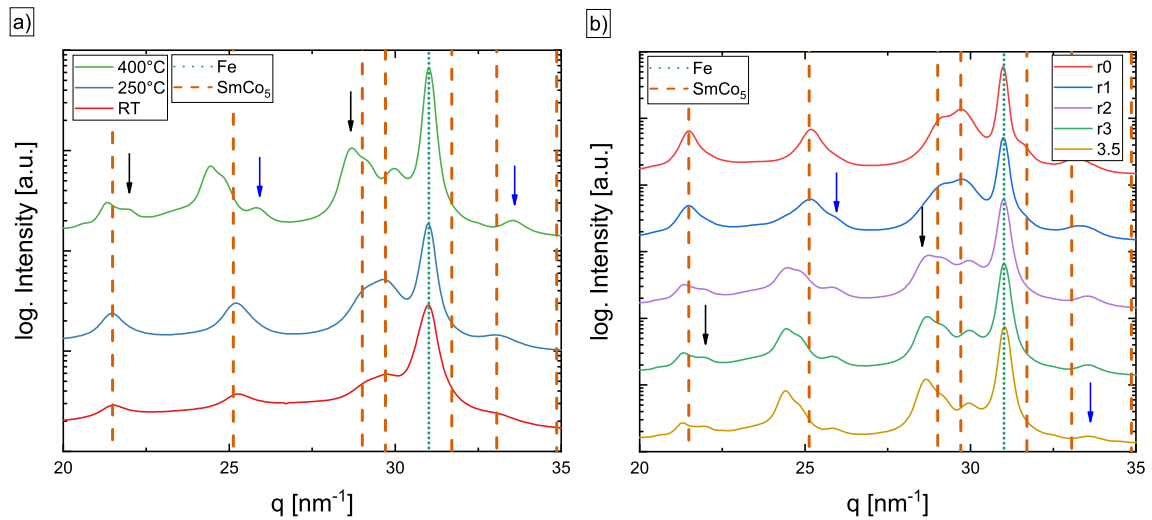 a)
400°C
250°C
RT
Fe
SmCo₅
log. Intensity [a.u.]
20
25
30
35
q [nm⁻¹]
b)
Fe
SmCo₅
r0
r1
r2
r3
3.5
log. Intensity [a.u.]
20
25
30
35
q [nm⁻¹]